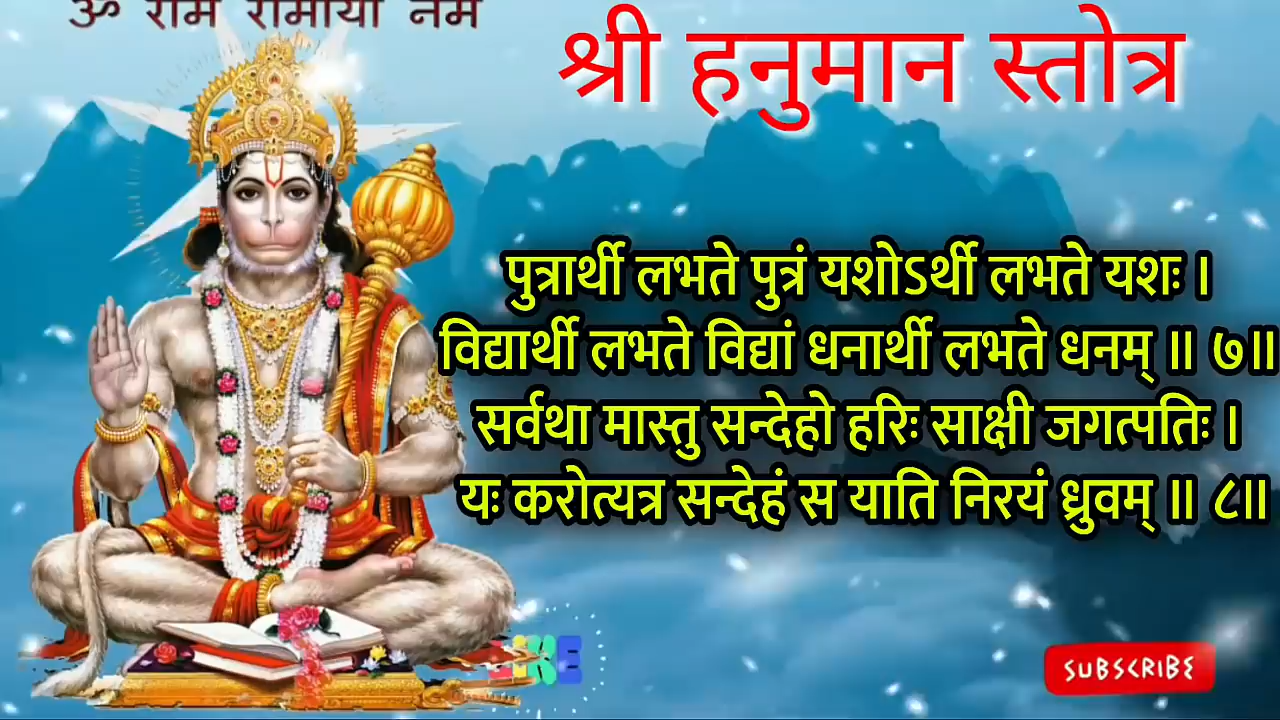 ॐ राम रामाया नम
श्री हनुमान स्तोत्र
पुत्रार्थी लभते पुत्रं यशोऽर्थी लभते यशः ।
विद्यार्थी लभते विद्यां धनार्थी लभते धनम् ॥ ७॥
सर्वथा मास्तु सन्देहो हरिः साक्षी जगत्पतिः ।
यः करोत्यत्र सन्देहं स याति निरयं ध्रुवम् ॥ ८॥
SUBSCRIBE